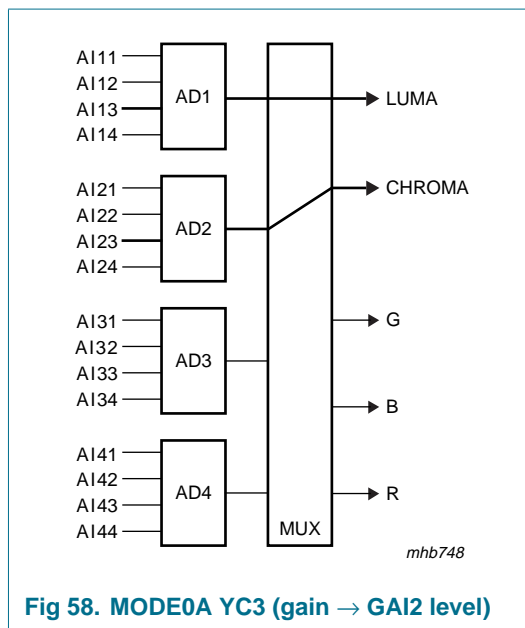 AI11
AI12
AI13
AI14
AD1
LUMA
AI21
AI22
AI23
AI24
AD2
CHROMA
AI31
AI32
AI33
AI34
AD3
G
B
AI41
AI42
AI43
AI44
AD4
R
MUX
mhb748
Fig 58. MODE0A YC3 (gain → GAI2 level)